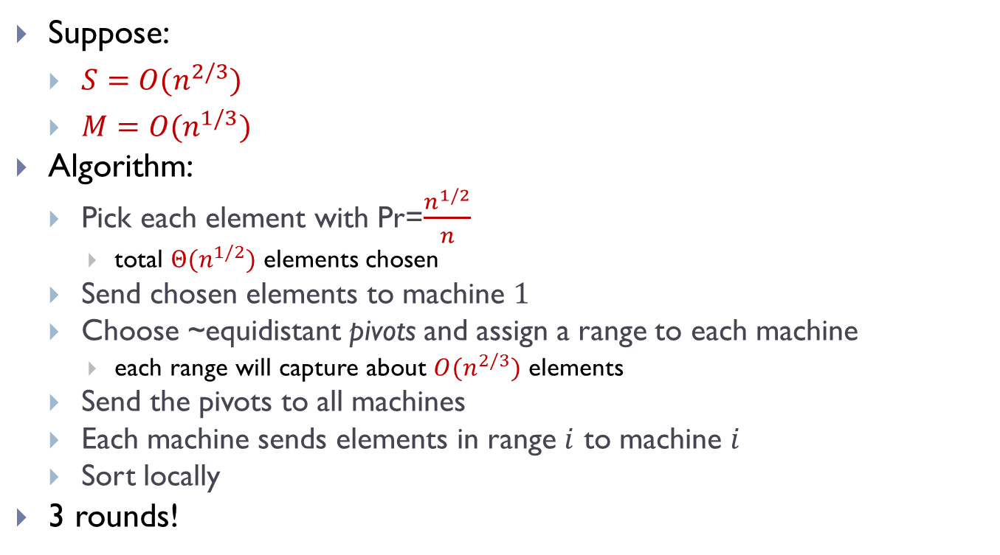 Suppose:
S = O(n^{2/3})
M = O(n^{1/3})
Algorithm:
Pick each element with Pr=\frac{n^{1/2}}{n}
total Θ(n^{1/2}) elements chosen
Send chosen elements to machine 1
Choose ~equidistant pivots and assign a range to each machine
each range will capture about O(n^{2/3}) elements
Send the pivots to all machines
Each machine sends elements in range i to machine i
Sort locally
3 rounds!